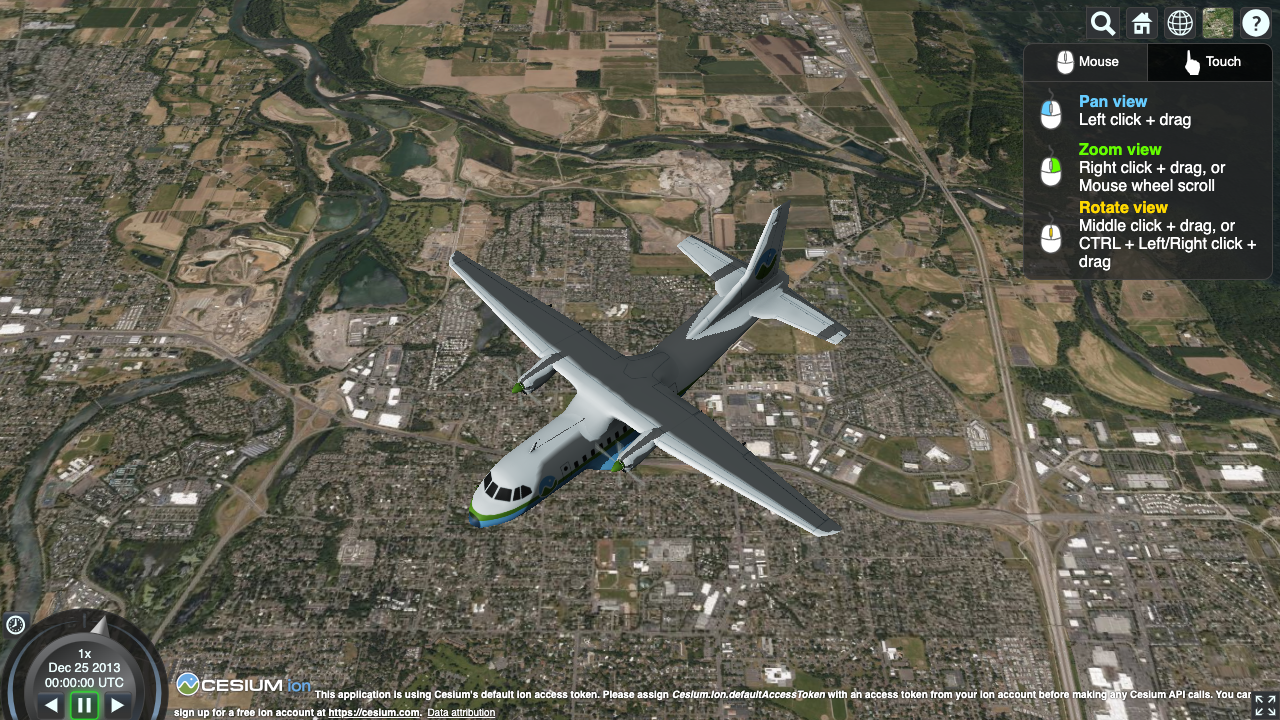 Mouse
Touch
Pan view
Left click + drag
Zoom view
Right click + drag, or
Mouse wheel scroll
Rotate view
Middle click + drag, or
CTRL + Left/Right click +
drag
1x
Dec 25 2013
00:00:00 UTC
CESIUM ion
This application is using Cesium's default ion access token. Please assign Cesium.Ion.defaultAccessToken with an access token from your ion account before making any Cesium API calls. You can
sign up for a free ion account at https://cesium.com. Data attribution